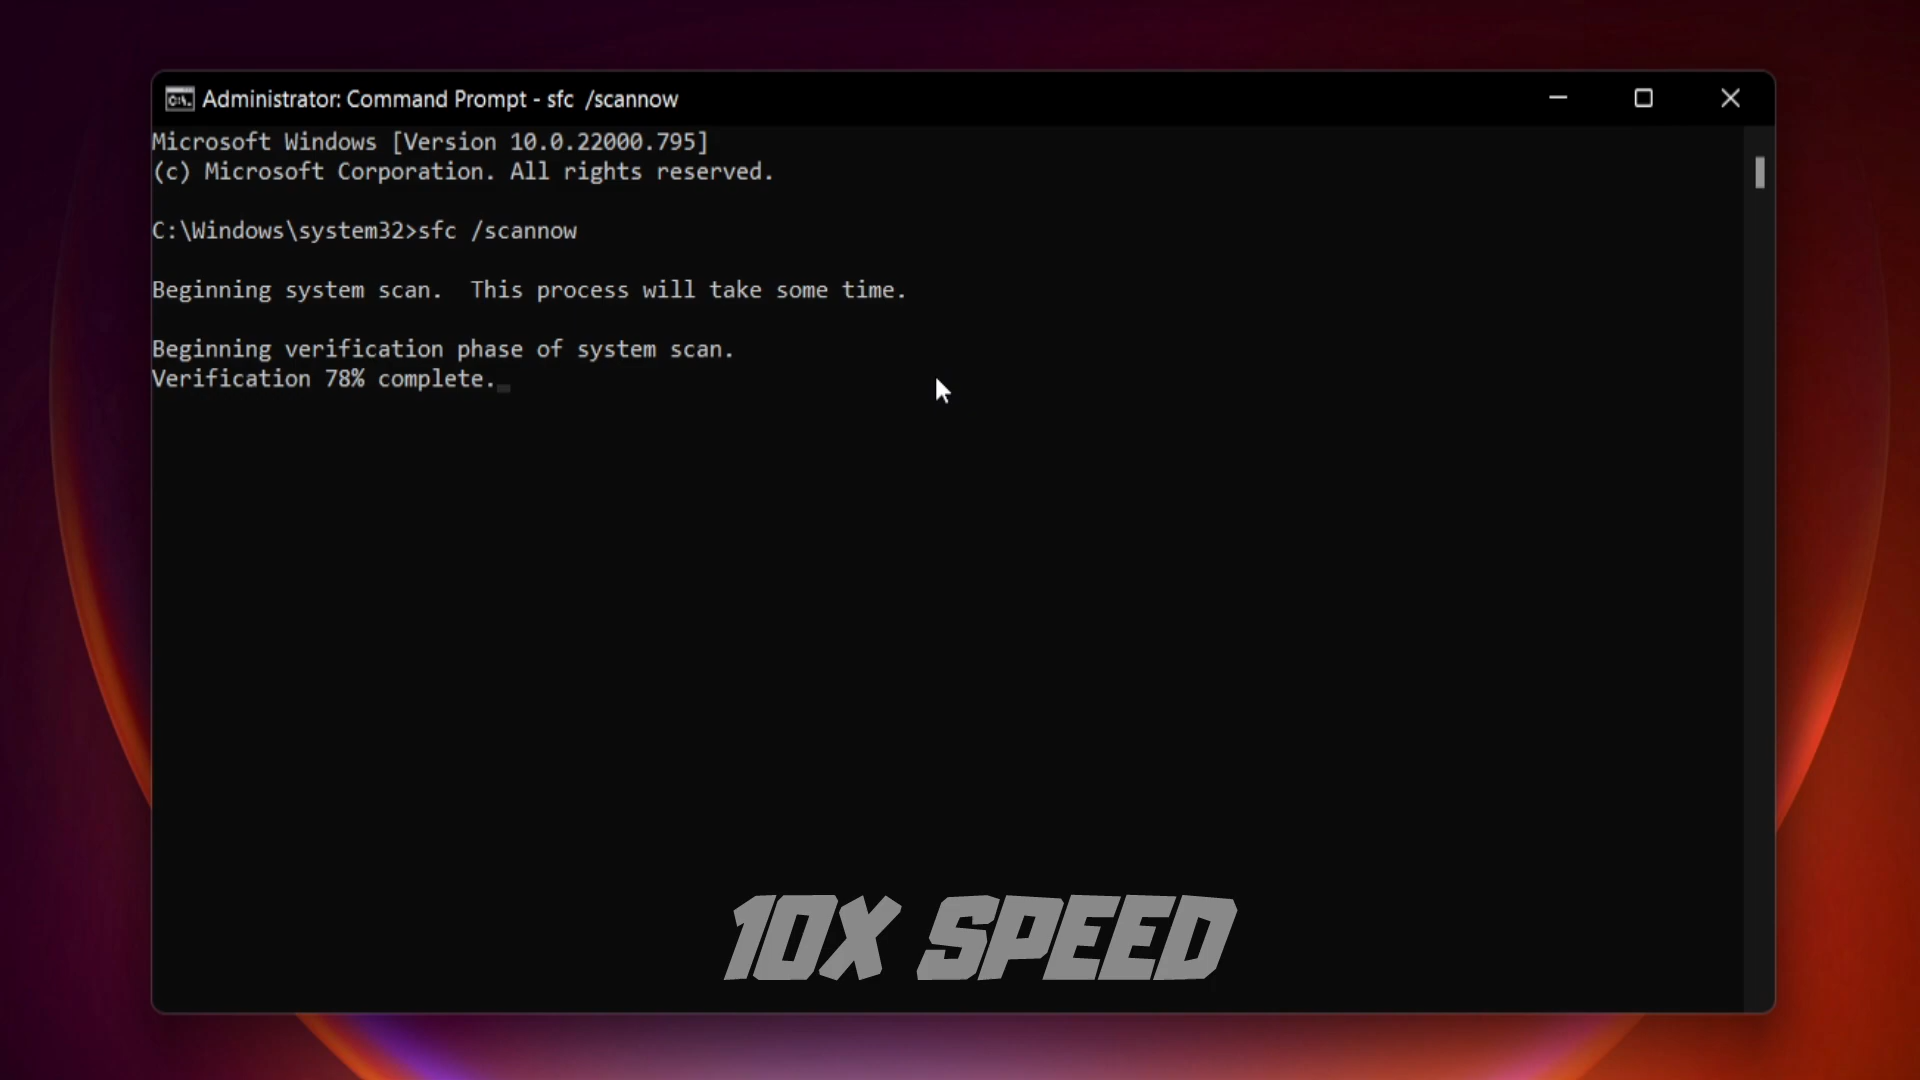 Administrator: Command Prompt - sfc  /scannow
Microsoft Windows [Version 10.0.22000.795]
(c) Microsoft Corporation. All rights reserved.
C:\Windows\system32>sfc /scannow
Beginning system scan.  This process will take some time.
Beginning verification phase of system scan.
Verification 78% complete.
10X SPEED